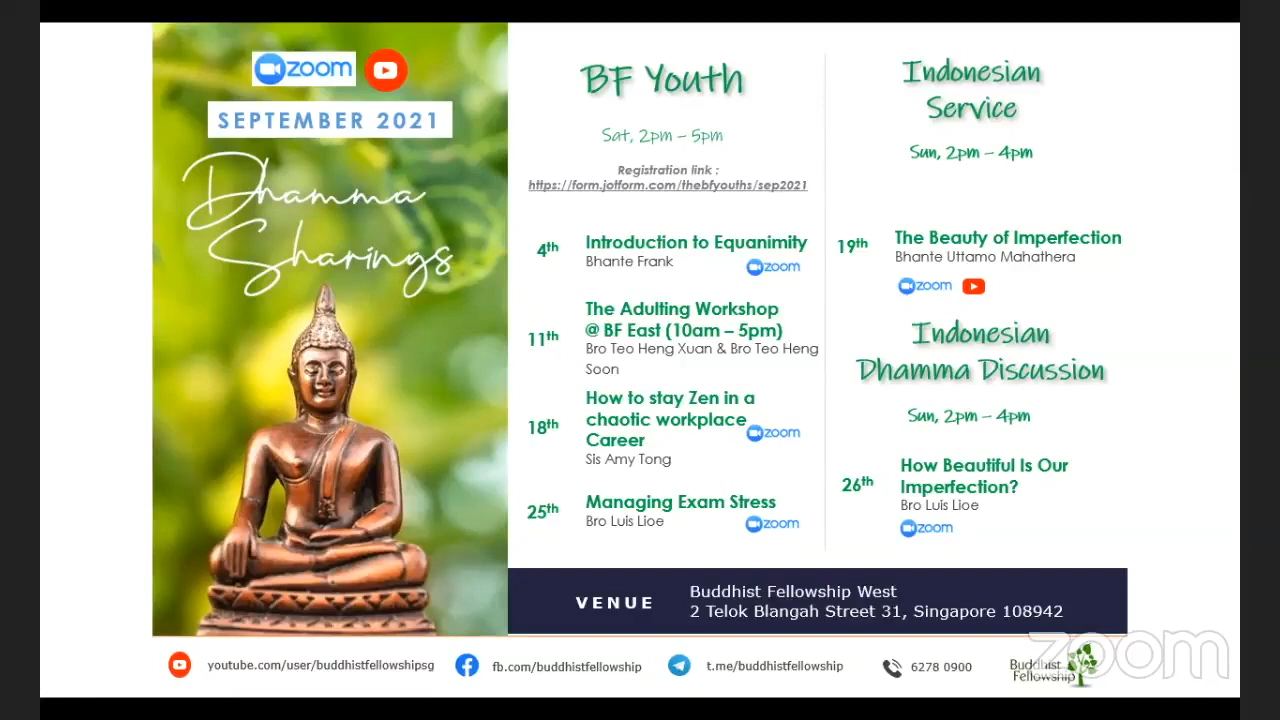 zoom
SEPTEMBER 2021
Dhamma
Sharings
BF Youth
Sat, 2pm – 5pm
Registration link :
https://form.jotform.com/thebfyouths/sep2021
4th
Introduction to Equanimity
Bhante Frank
zoom
11th
The Adulting Workshop
@ BF East (10am – 5pm)
Bro Teo Heng Xuan & Bro Teo Heng
Soon
18th
How to stay Zen in a
chaotic workplace
Career
zoom
Sis Amy Tong
25th
Managing Exam Stress
Bro Luis Lioe
zoom
Indonesian
Service
Sun, 2pm – 4pm
19th
The Beauty of Imperfection
Bhante Uttamo Mahathera
zoom
Indonesian
Dhamma Discussion
Sun, 2pm – 4pm
26th
How Beautiful Is Our
Imperfection?
Bro Luis Lioe
zoom
VENUE
Buddhist Fellowship West
2 Telok Blangah Street 31, Singapore 108942
youtube.com/user/buddhistfellowshipsg
fb.com/buddhistfellowship
t.me/buddhistfellowship
6278 0900
Buddhist
Fellowship
zoom